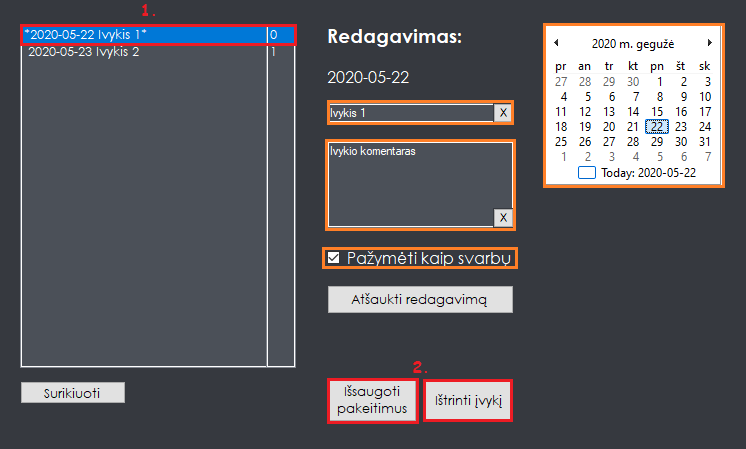 1.
*2020-05-22 Ivykis 1* 0
2020-05-23 Ivykis 2 1
Surikiuoti
Redagavimas:
2020-05-22
Ivykis 1 X
Ivykio komentaras
X
Pažymėti kaip svarbų
Atšaukti redagavimą
2.
Išsaugoti
pakeitimus
Ištrinti įvykį
2020 m. gegužė
pr an tr kt pn št sk
27 28 29 30 1 2 3
4 5 6 7 8 9 10
11 12 13 14 15 16 17
18 19 20 21 22 23 24
25 26 27 28 29 30 31
1 2 3 4 5 6 7
Today: 2020-05-22